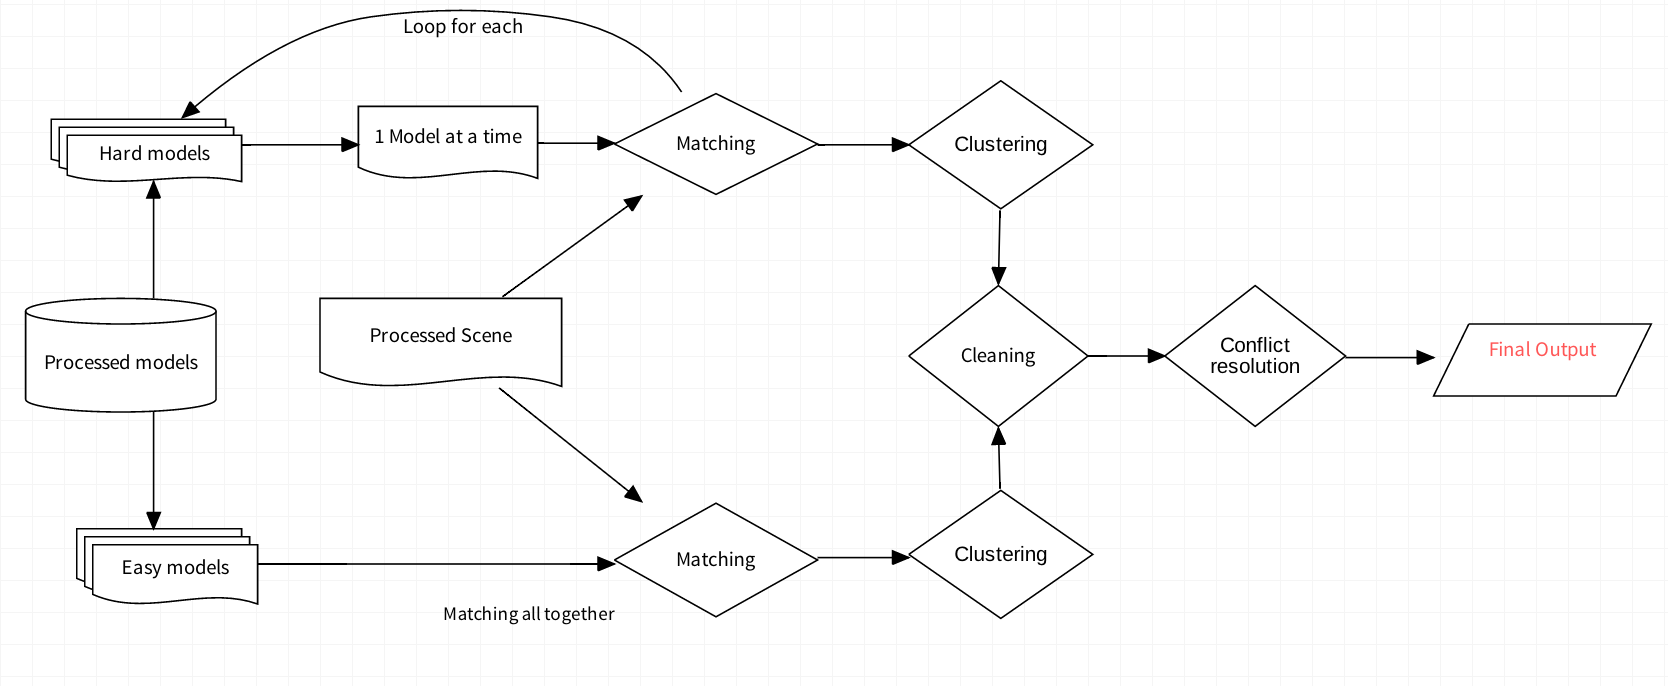 Loop for each
Hard models
1 Model at a time
Matching
Clustering
Processed models
Processed Scene
Cleaning
Conflict
resolution
Final Output
Easy models
Matching
Clustering
Matching all together